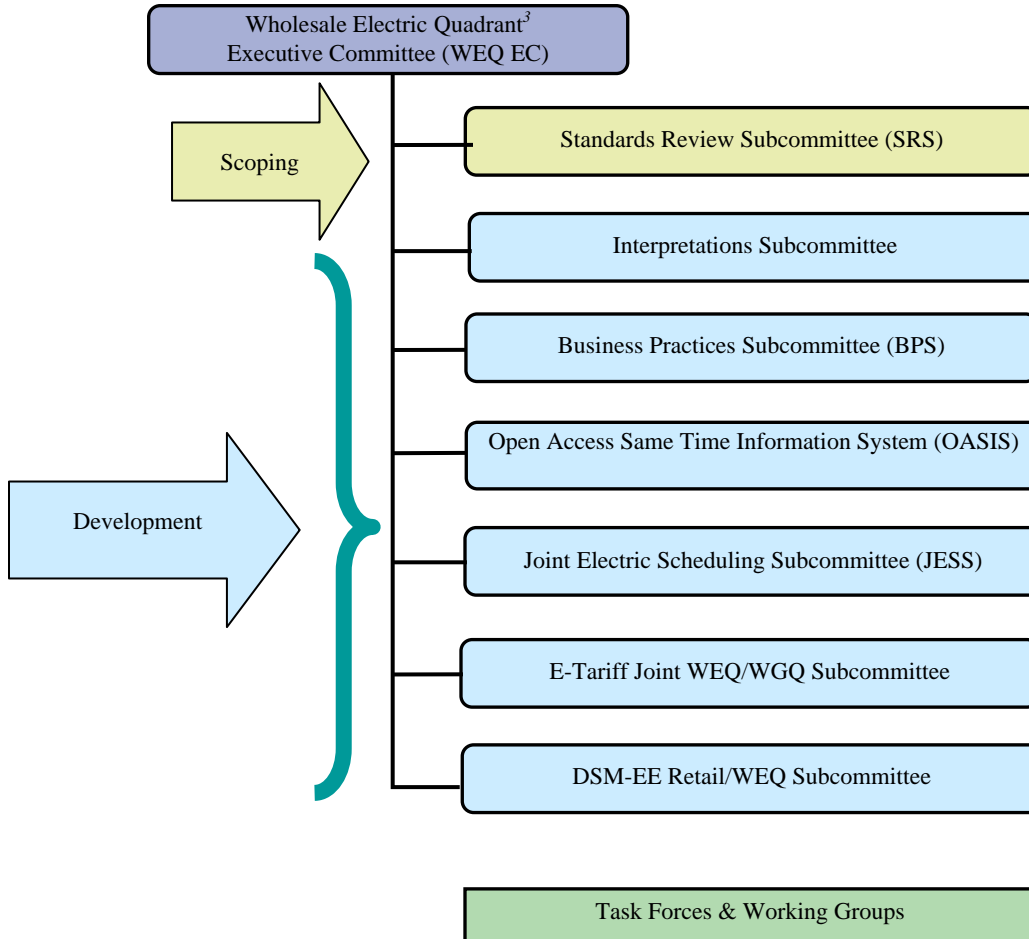 Wholesale Electric Quadrant3
Executive Committee (WEQ EC)
Standards Review Subcommittee (SRS)
Scoping
Interpretations Subcommittee
Business Practices Subcommittee (BPS)
Open Access Same Time Information System (OASIS)
Development
Joint Electric Scheduling Subcommittee (JESS)
E-Tariff Joint WEQ/WGQ Subcommittee
DSM-EE Retail/WEQ Subcommittee
Task Forces & Working Groups